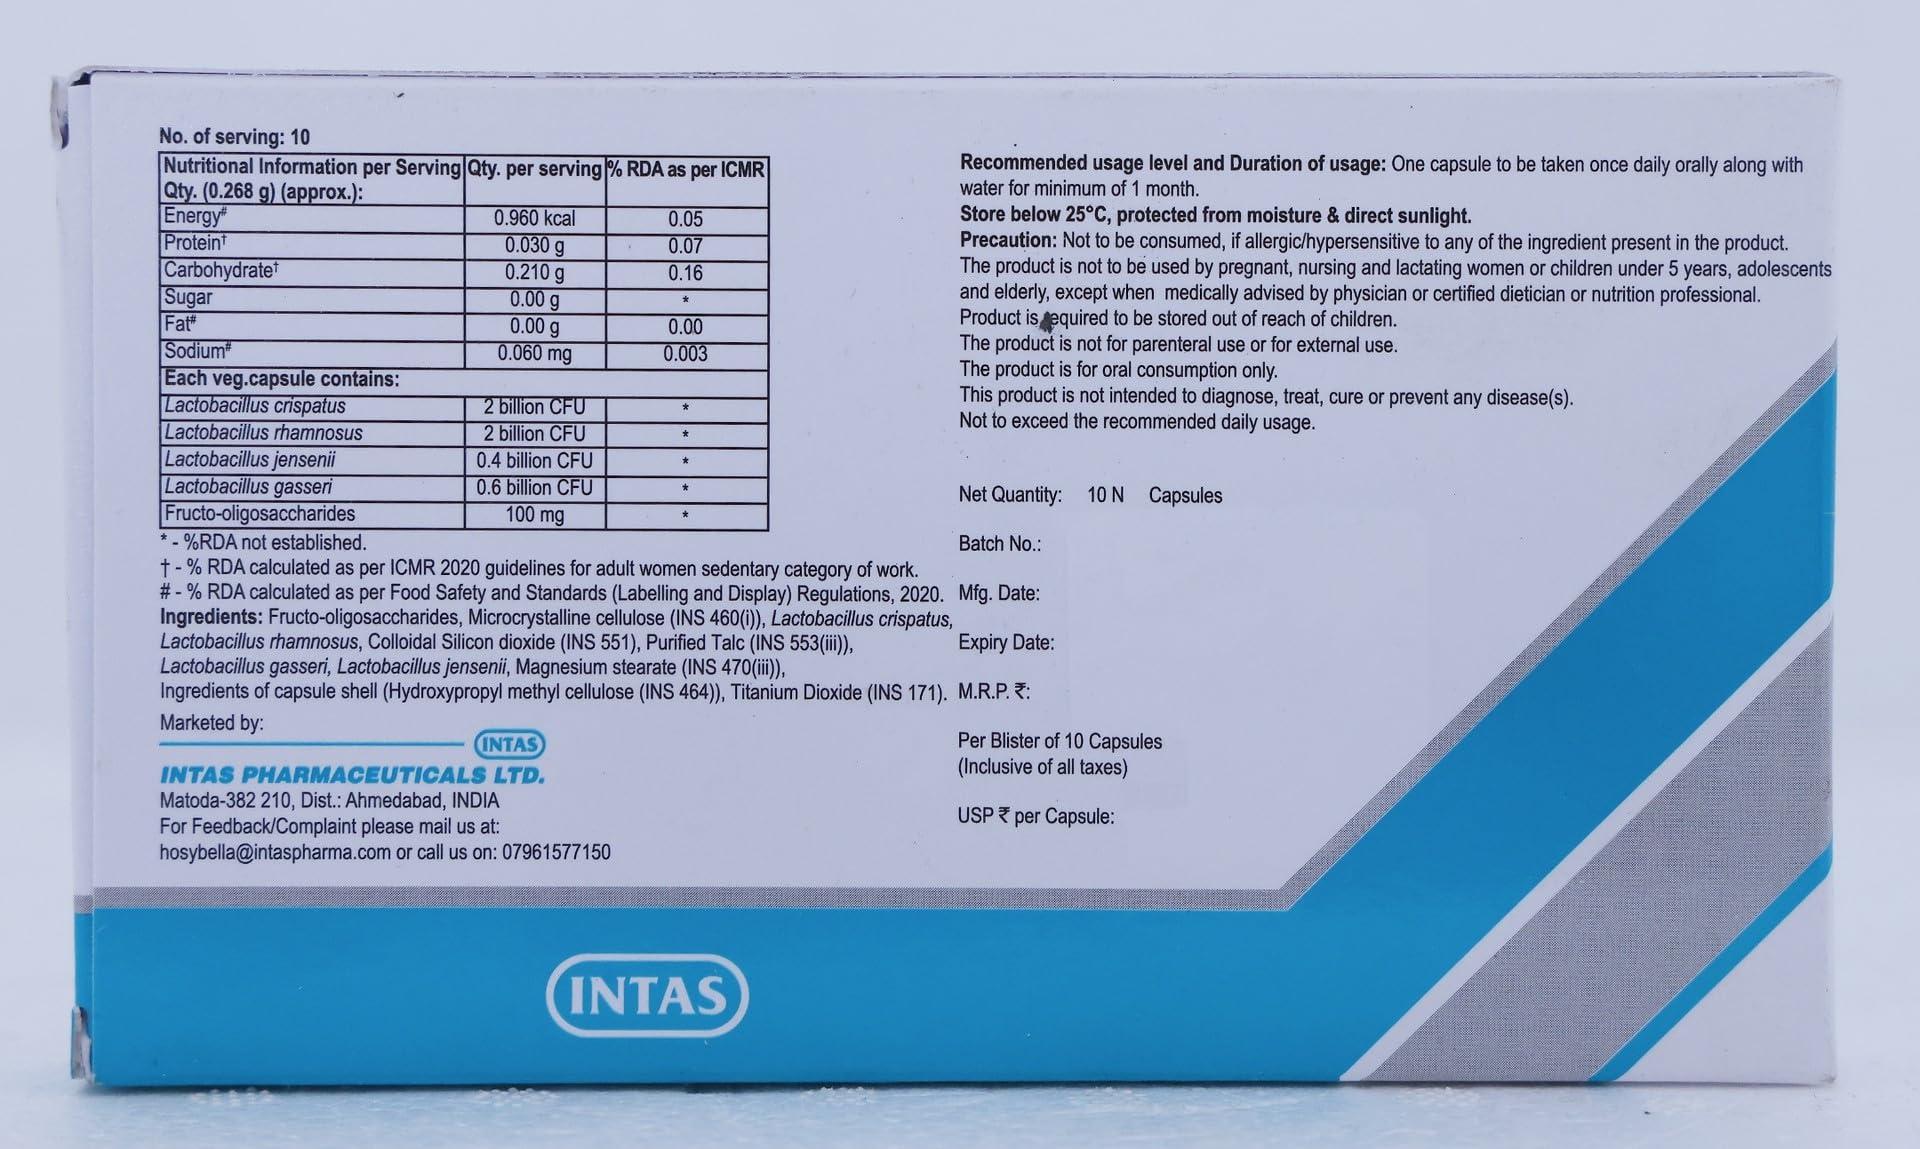 No. of serving: 10
Nutritional Information per Serving Qty. per serving % RDA as per ICMR
Qty. (0.268 g) (approx.):
Energy# 0.960 kcal 0.05
Protein† 0.030 g 0.07
Carbohydrate† 0.210 g 0.16
Sugar 0.00 g *
Fat# 0.00 g 0.00
Sodium# 0.060 mg 0.003
Each veg.capsule contains:
Lactobacillus crispatus 2 billion CFU *
Lactobacillus rhamnosus 2 billion CFU *
Lactobacillus jensenii 0.4 billion CFU *
Lactobacillus gasseri 0.6 billion CFU *
Fructo-oligosaccharides 100 mg *
* - %RDA not established.
† - % RDA calculated as per ICMR 2020 guidelines for adult women sedentary category of work.
# - % RDA calculated as per Food Safety and Standards (Labelling and Display) Regulations, 2020.
Ingredients: Fructo-oligosaccharides, Microcrystalline cellulose (INS 460(i)), Lactobacillus crispatus,
Lactobacillus rhamnosus, Colloidal Silicon dioxide (INS 551), Purified Talc (INS 553(iii)),
Lactobacillus gasseri, Lactobacillus jensenii, Magnesium stearate (INS 470(iii)),
Ingredients of capsule shell (Hydroxypropyl methyl cellulose (INS 464)), Titanium Dioxide (INS 171).
Marketed by:
INTAS
INTAS PHARMACEUTICALS LTD.
Matoda-382 210, Dist.: Ahmedabad, INDIA
For Feedback/Complaint please mail us at:
hosybella@intaspharma.com or call us on: 07961577150
Recommended usage level and Duration of usage: One capsule to be taken once daily orally along with
water for minimum of 1 month.
Store below 25°C, protected from moisture & direct sunlight.
Precaution: Not to be consumed, if allergic/hypersensitive to any of the ingredient present in the product.
The product is not to be used by pregnant, nursing and lactating women or children under 5 years, adolescents
and elderly, except when medically advised by physician or certified dietician or nutrition professional.
Product is required to be stored out of reach of children.
The product is not for parenteral use or for external use.
The product is for oral consumption only.
This product is not intended to diagnose, treat, cure or prevent any disease(s).
Not to exceed the recommended daily usage.
Net Quantity: 10 N Capsules
Batch No.:
Mfg. Date:
Expiry Date:
M.R.P. ₹:
Per Blister of 10 Capsules
(Inclusive of all taxes)
USP ₹ per Capsule:
INTAS